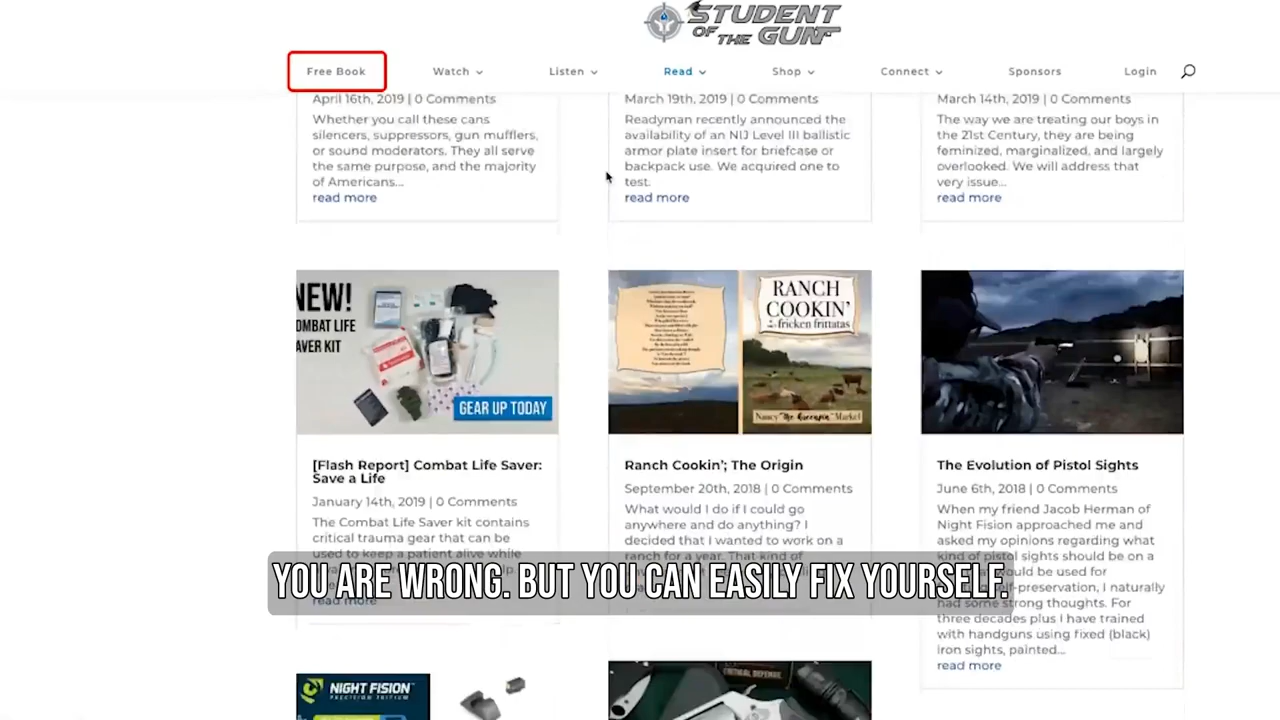 STUDENT
OF THE GUN
Free Book
Watch
Listen
Read
Shop
Connect
Sponsors
Login
April 16th, 2019 | 0 Comments
Whether you call these cans
silencers, suppressors, gun mufflers,
or sound moderators. They all serve
the same purpose, and the majority
of Americans...
read more
March 19th, 2019 | 0 Comments
Readyman recently announced the
availability of an NIJ Level III ballistic
armor plate insert for briefcase or
backpack use. We acquired one to
test.
read more
March 14th, 2019 | 0 Comments
The way we are treating our boys in
the 21st Century, they are being
feminized, marginalized, and largely
overlooked. We will address that
very issue...
read more
NEW!
OMBAT LIFE
AVER KIT
GEAR UP TODAY
[Flash Report] Combat Life Saver:
Save a Life
January 14th, 2019 | 0 Comments
The Combat Life Saver kit contains
critical trauma gear that can be
used to keep a patient alive while
read more
RANCH
COOKIN'
fricken frittatas
Nancy "The
Ranch Cookin'; The Origin
September 20th, 2018 | 0 Comments
What would I do if I could go
anywhere and do anything? I
decided that I wanted to work on a
ranch for a year. That kind of
The Evolution of Pistol Sights
June 6th, 2018 | 0 Comments
When my friend Jacob Herman of
Night Fision approached me and
asked my opinions regarding what
kind of pistol sights should be on a
would be used for
self-preservation, I naturally
had some strong thoughts. For
three decades plus I have trained
with handguns using fixed (black)
iron sights, painted...
read more
YOU ARE WRONG. BUT YOU CAN EASILY FIX YOURSELF.
NIGHT FISION
PRECISION TRITIUM
CRITICAL DEFENSE